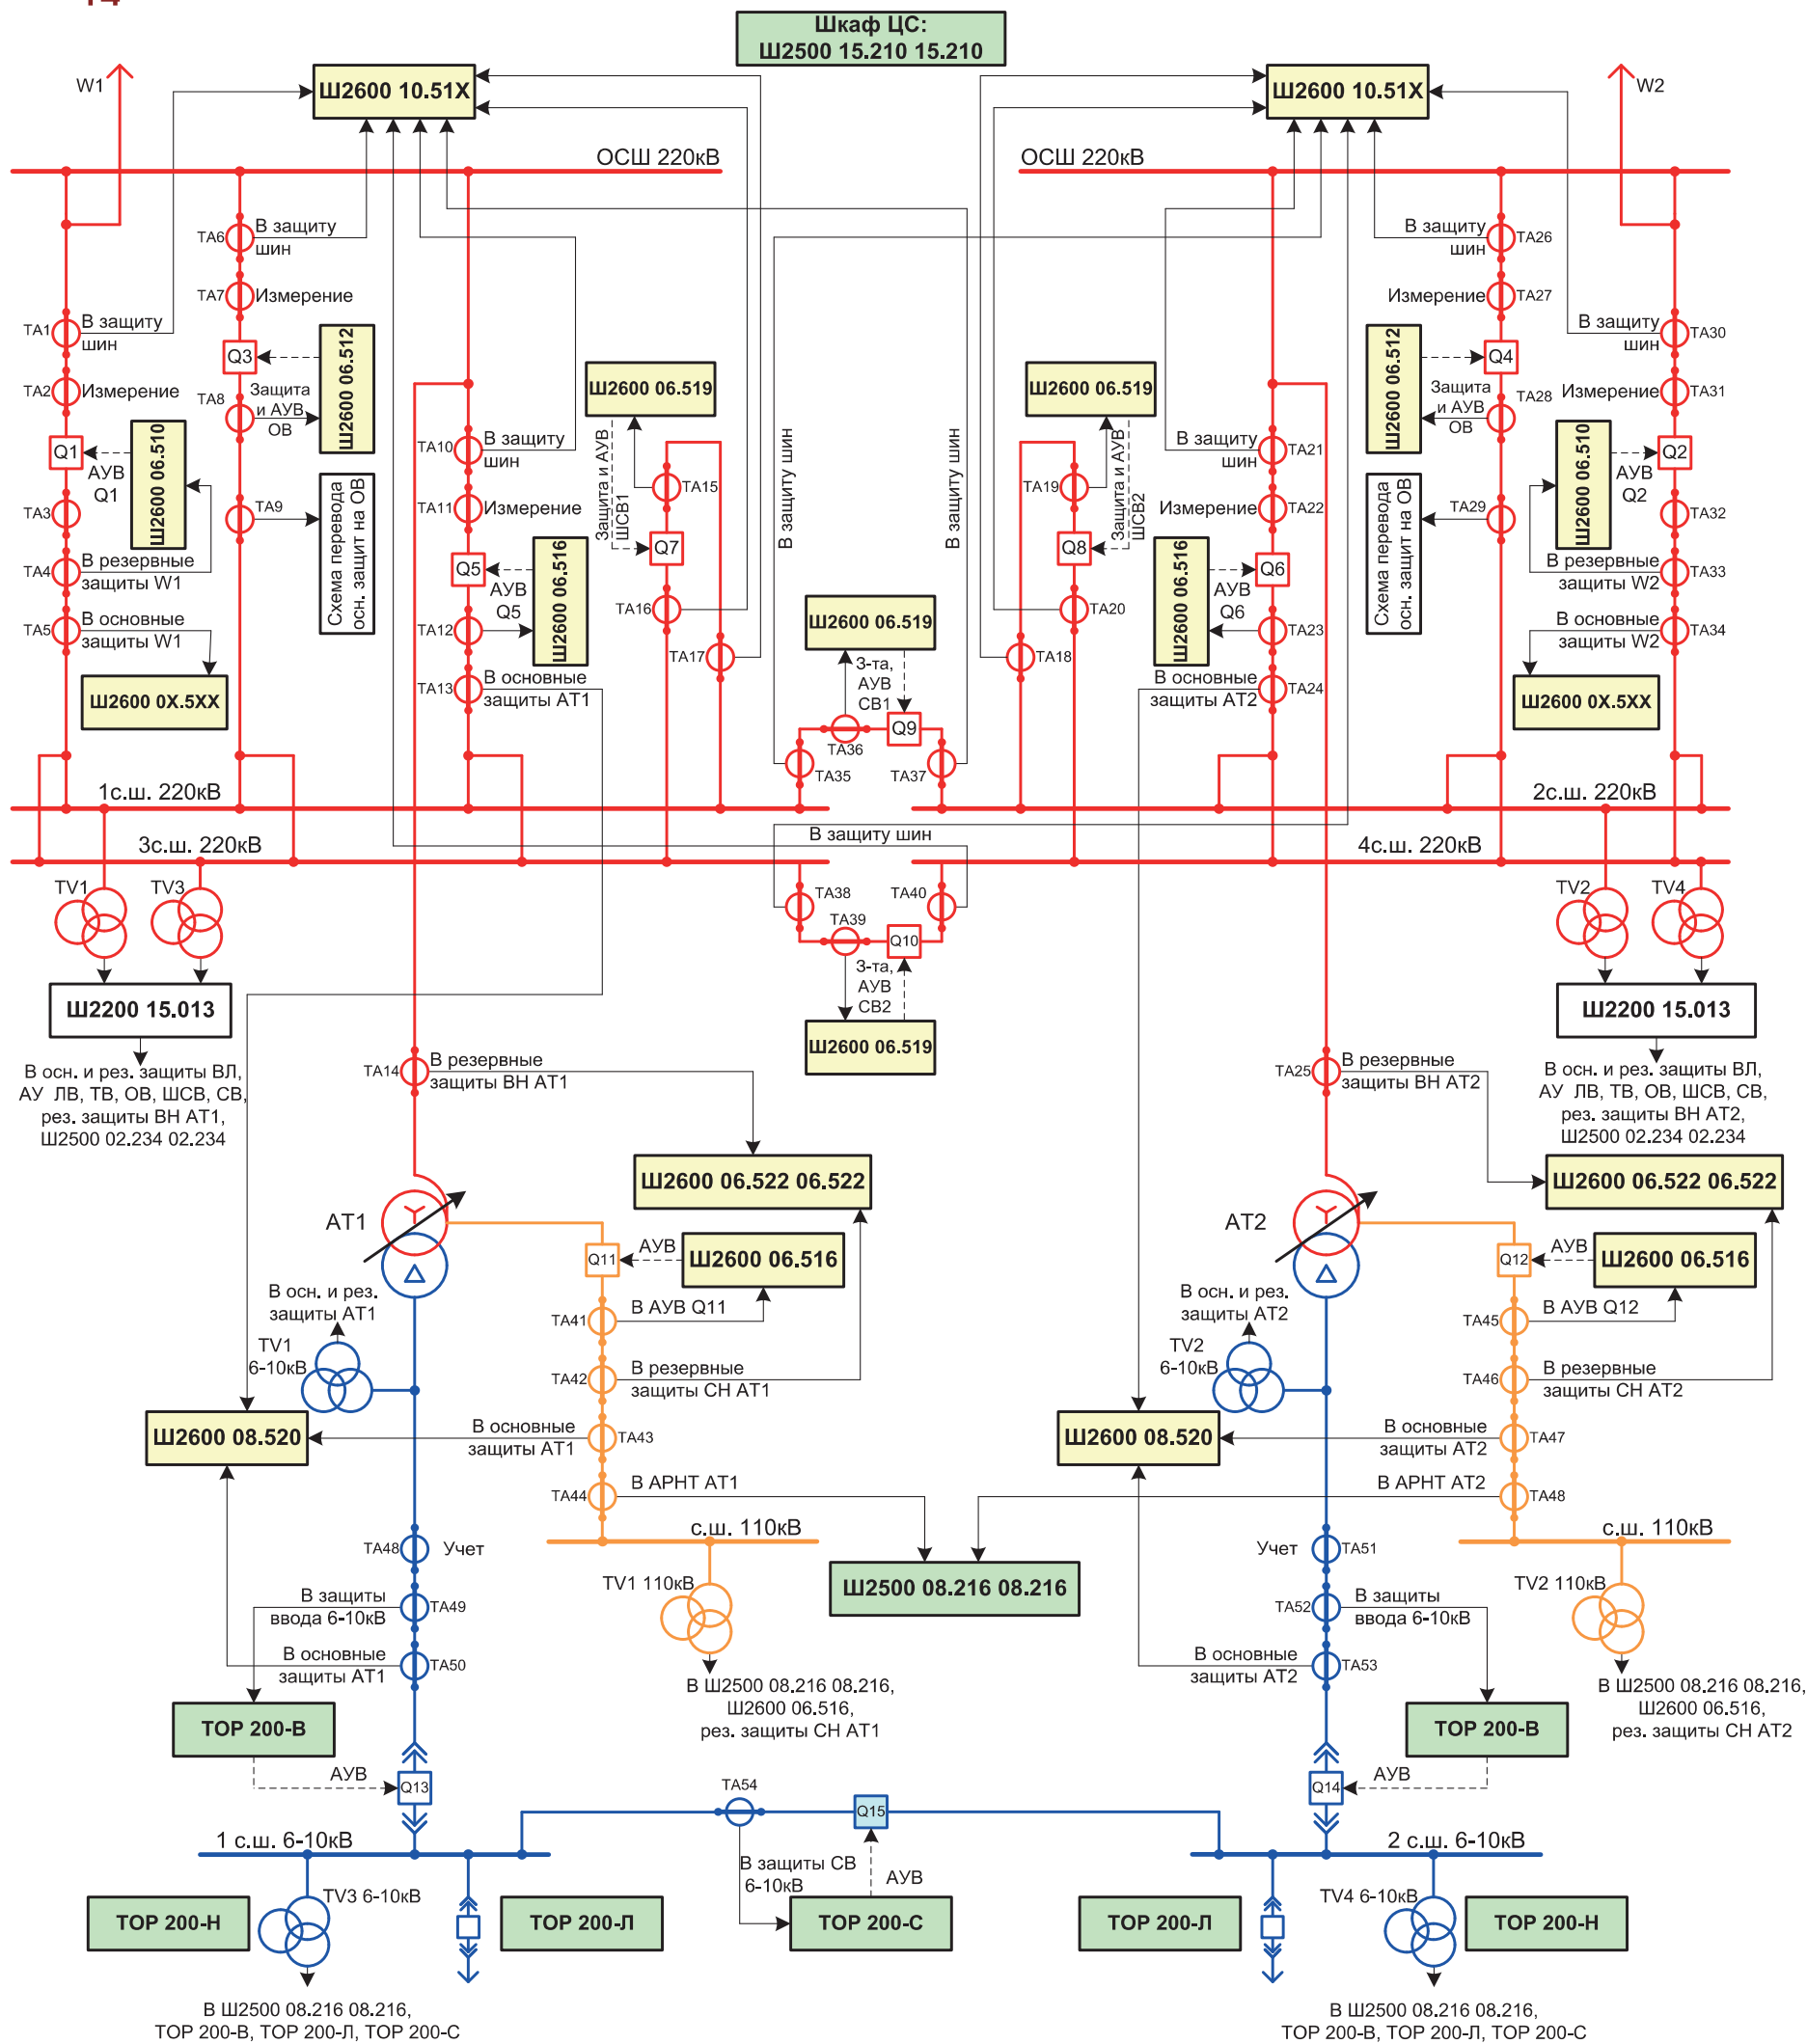 14
Шкаф ЦС:
Ш2500 15.210 15.210
W1
Ш2600 10.51X
Ш2600 10.51X
W2
ОСШ 220кВ
ОСШ 220кВ
TA6
В защиту
шин
TA7
Измерение
TA1
В защиту
шин
Q3
Ш2600 06.512
TA2
Измерение
TA8
Защита
и АУВ
ОВ
Q1
АУВ
Q1
Ш2600 06.510
TA3
TA9
Схема перевода
осн. защит на ОВ
TA4
В резервные
защиты W1
TA5
В основные
защиты W1
Ш2600 0X.5XX
TA10
В защиту
шин
TA11
Измерение
Q5
АУВ
Q5
Ш2600 06.516
TA12
TA13
В основные
защиты АТ1
Ш2600 06.519
Защита и АУВ
ШСВ1
TA15
Q7
TA16
TA17
В защиту шин
В защиту шин
Ш2600 06.519
З-та,
АУВ
СВ1
Q9
TA36
TA35
TA37
Ш2600 06.519
Защита и АУВ
ШСВ2
TA19
Q8
TA20
TA18
TA21
В защиту
шин
TA22
Измерение
Q6
АУВ
Q6
Ш2600 06.516
TA23
TA24
В основные
защиты АТ2
В защиту
шин
TA26
Измерение
TA27
Ш2600 06.512
Q4
Защита
и АУВ
ОВ
TA28
Схема перевода
осн. защит на ОВ
TA29
В защиту
шин
TA30
Измерение
TA31
Ш2600 06.510
Q2
АУВ
Q2
TA32
В резервные
защиты W2
TA33
В основные
защиты W2
TA34
Ш2600 0X.5XX
1с.ш. 220кВ
2с.ш. 220кВ
В защиту шин
3с.ш. 220кВ
4с.ш. 220кВ
TV1
TV3
TA38
TA40
TA39
Q10
З-та,
АУВ
СВ2
Ш2600 06.519
TV2
TV4
Ш2200 15.013
Ш2200 15.013
В осн. и рез. защиты ВЛ,
АУ ЛВ, ТВ, ОВ, ШСВ, СВ,
рез. защиты ВН АТ1,
Ш2500 02.234 02.234
В осн. и рез. защиты ВЛ,
АУ ЛВ, ТВ, ОВ, ШСВ, СВ,
рез. защиты ВН АТ2,
Ш2500 02.234 02.234
TA14
В резервные
защиты ВН АТ1
TA25
В резервные
защиты ВН АТ2
Ш2600 06.522 06.522
Ш2600 06.522 06.522
АТ1
Q11
АУВ
Ш2600 06.516
АТ2
Q12
АУВ
Ш2600 06.516
В осн. и рез.
защиты АТ1
TV1
6-10кВ
TA41
В АУВ Q11
TA42
В резервные
защиты СН АТ1
Ш2600 08.520
В основные
защиты АТ1
TA43
TA44
В АРНТ АТ1
В осн. и рез.
защиты АТ2
TV2
6-10кВ
TA45
В АУВ Q12
TA46
В резервные
защиты СН АТ2
Ш2600 08.520
В основные
защиты АТ2
TA47
В АРНТ АТ2
TA48
с.ш. 110кВ
с.ш. 110кВ
TA48
Учет
TV1 110кВ
Ш2500 08.216 08.216
Учет
TA51
TV2 110кВ
В защиты
ввода 6-10кВ
TA49
В основные
защиты АТ1
TA50
TA52
В защиты
ввода 6-10кВ
В основные
защиты АТ2
TA53
В Ш2500 08.216 08.216,
Ш2600 06.516,
рез. защиты СН АТ1
В Ш2500 08.216 08.216,
Ш2600 06.516,
рез. защиты СН АТ2
ТОР 200-В
ТОР 200-В
АУВ
Q13
TA54
Q15
Q14
АУВ
1 с.ш. 6-10кВ
2 с.ш. 6-10кВ
В защиты СВ
6-10кВ
АУВ
TV3 6-10кВ
TV4 6-10кВ
ТОР 200-Н
ТОР 200-Л
ТОР 200-С
ТОР 200-Л
ТОР 200-Н
В Ш2500 08.216 08.216,
ТОР 200-В, ТОР 200-Л, ТОР 200-С
В Ш2500 08.216 08.216,
ТОР 200-В, ТОР 200-Л, ТОР 200-С